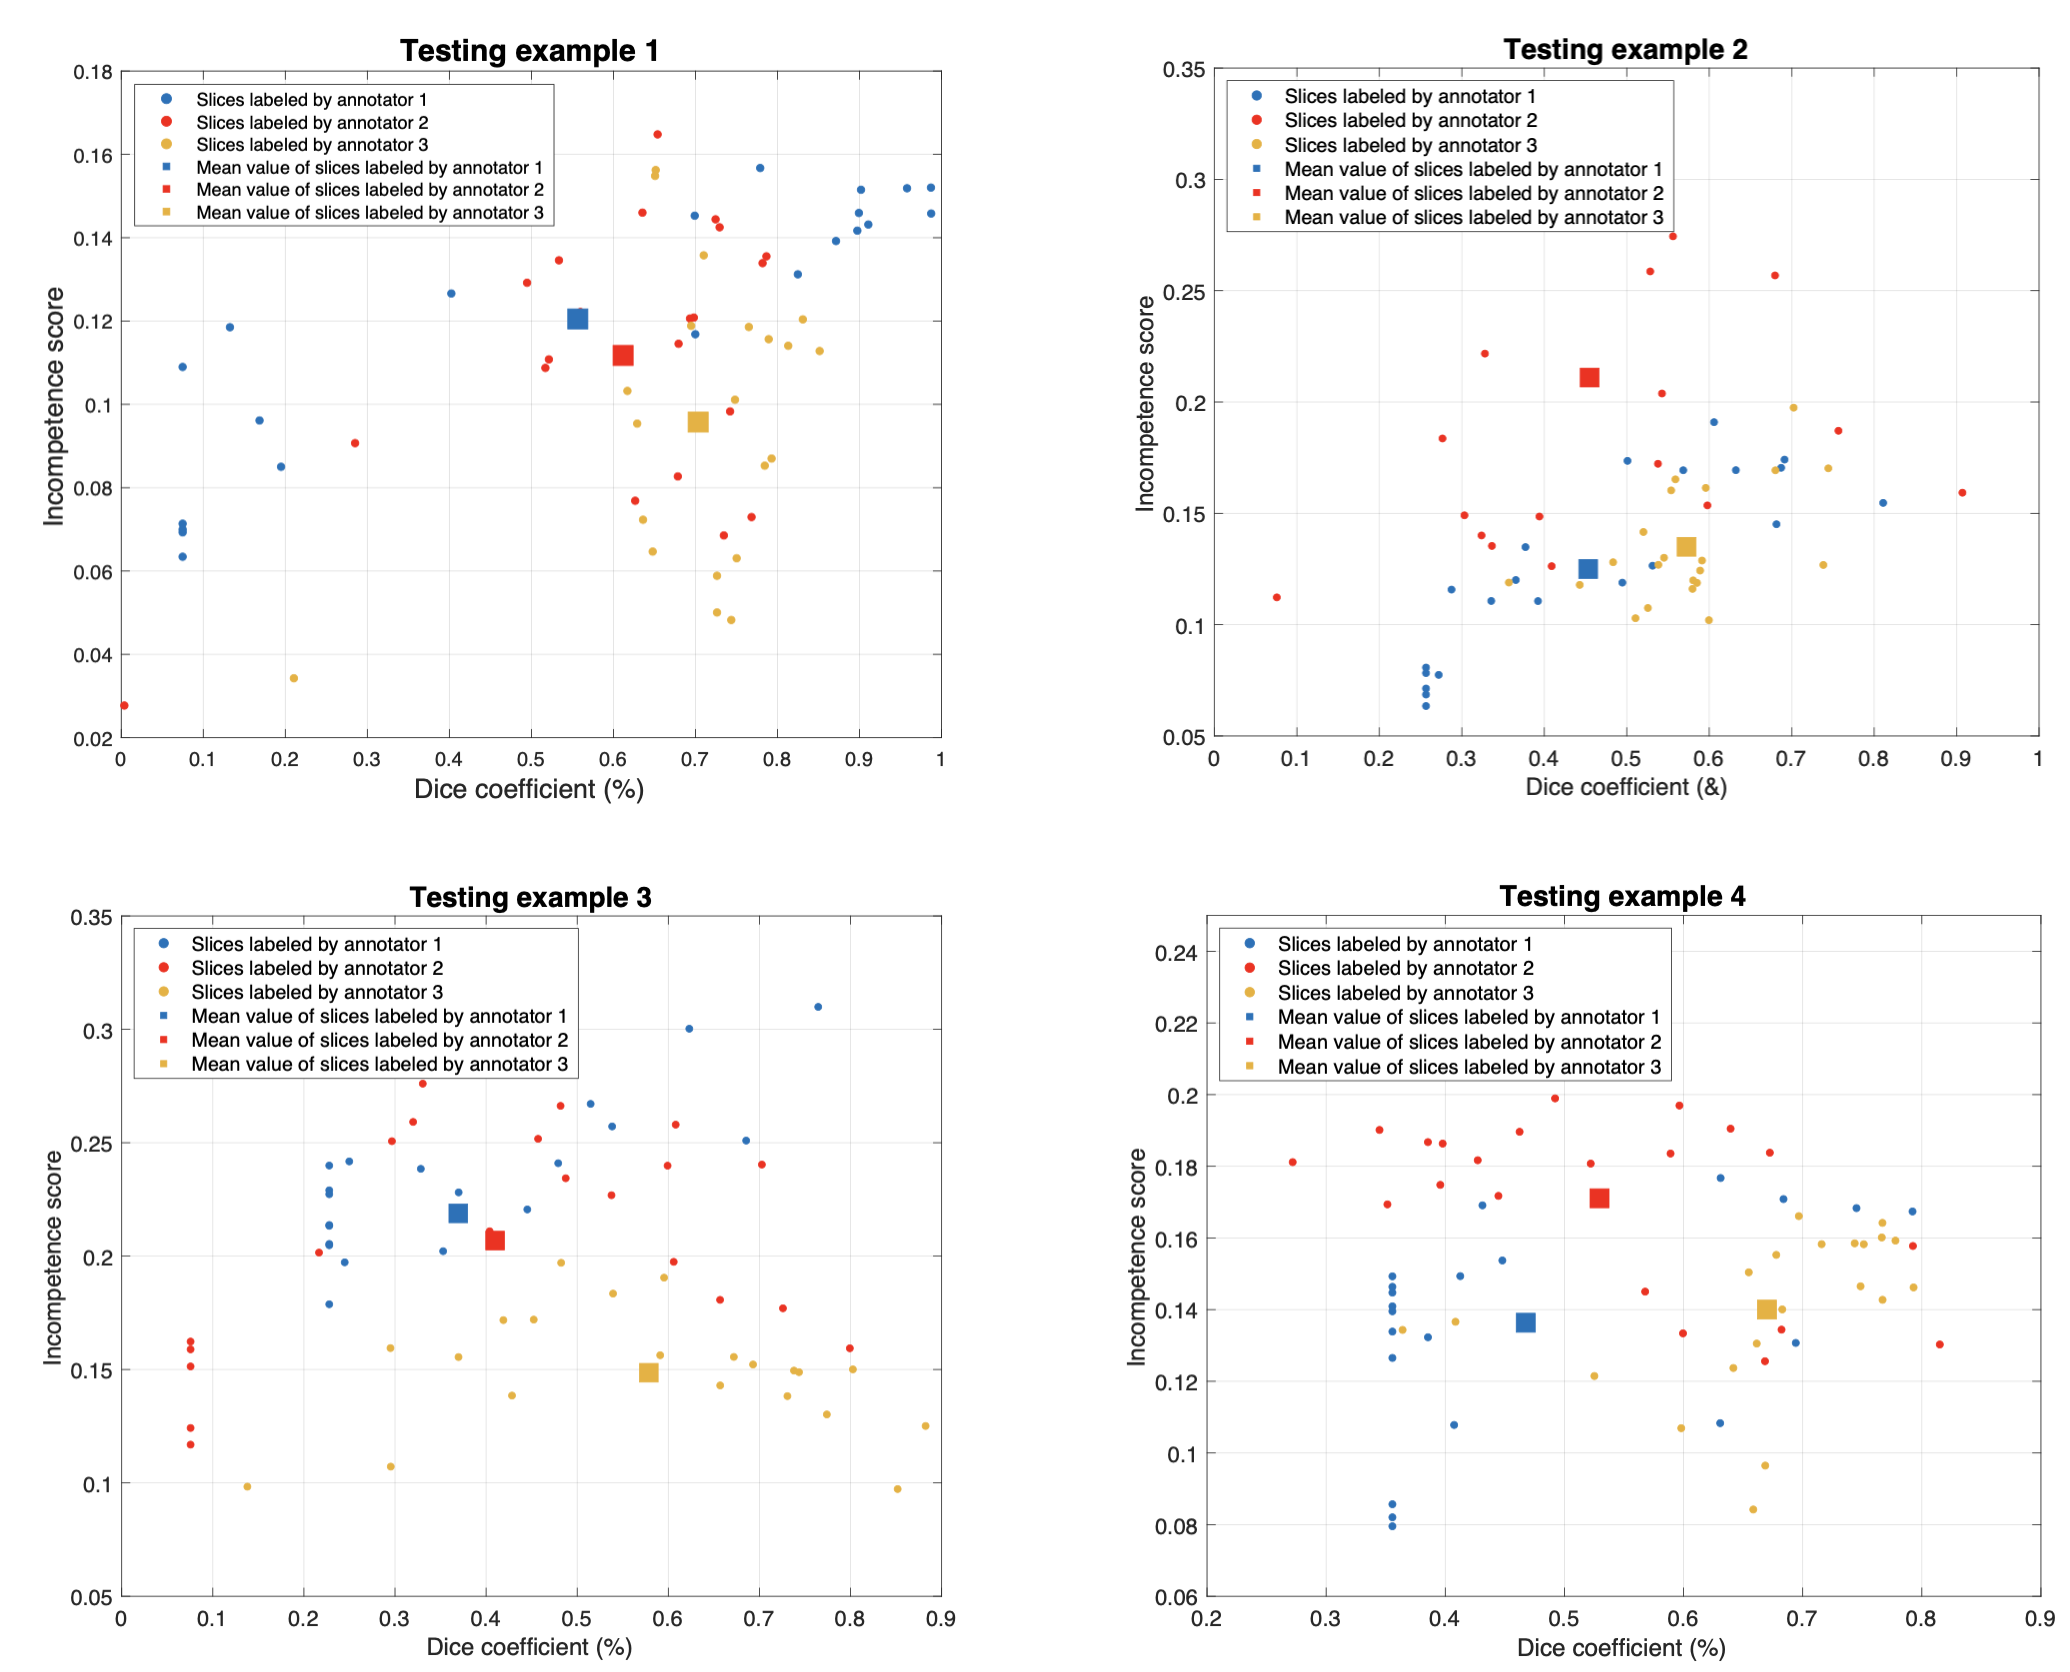 Testing example 1
0.18
0.16
0.14
0.12
0.1
0.08
0.06
0.04
0.02
Incompetence score
Slices labeled by annotator 1
Slices labeled by annotator 2
Slices labeled by annotator 3
Mean value of slices labeled by annotator 1
Mean value of slices labeled by annotator 2
Mean value of slices labeled by annotator 3
0 0.1 0.2 0.3 0.4 0.5 0.6 0.7 0.8 0.9 1
Dice coefficient (%)
Testing example 2
0.35
0.3
0.25
0.2
0.15
0.1
0.05
Incompetence score
Slices labeled by annotator 1
Slices labeled by annotator 2
Slices labeled by annotator 3
Mean value of slices labeled by annotator 1
Mean value of slices labeled by annotator 2
Mean value of slices labeled by annotator 3
0 0.1 0.2 0.3 0.4 0.5 0.6 0.7 0.8 0.9 1
Dice coefficient (&)
Testing example 3
0.35
0.3
0.25
0.2
0.15
0.1
0.05
Incompetence score
Slices labeled by annotator 1
Slices labeled by annotator 2
Slices labeled by annotator 3
Mean value of slices labeled by annotator 1
Mean value of slices labeled by annotator 2
Mean value of slices labeled by annotator 3
0 0.1 0.2 0.3 0.4 0.5 0.6 0.7 0.8 0.9
Dice coefficient (%)
Testing example 4
0.24
0.22
0.2
0.18
0.16
0.14
0.12
0.1
0.08
0.06
Incompetence score
Slices labeled by annotator 1
Slices labeled by annotator 2
Slices labeled by annotator 3
Mean value of slices labeled by annotator 1
Mean value of slices labeled by annotator 2
Mean value of slices labeled by annotator 3
0.2 0.3 0.4 0.5 0.6 0.7 0.8 0.9
Dice coefficient (%)